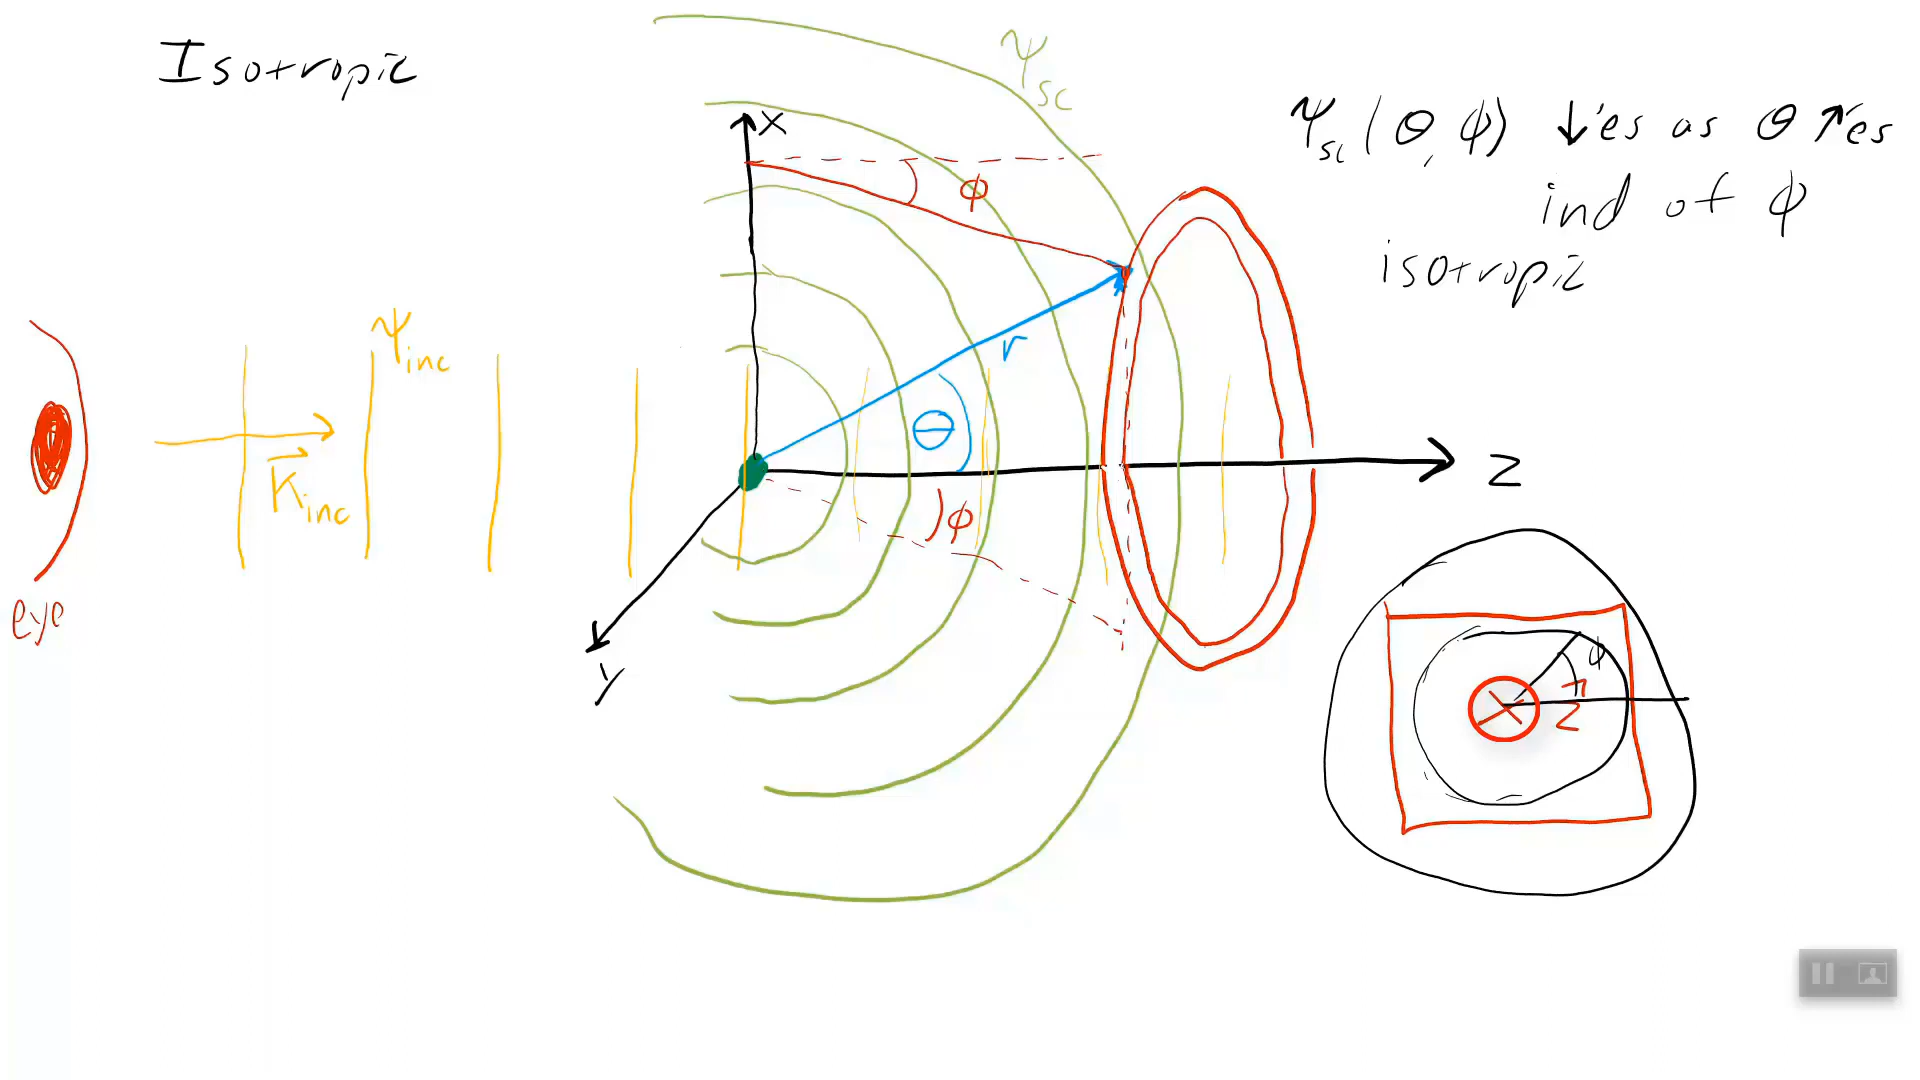 Isotropic
ψsc
x
ψsc(θ, ϕ) ↓'es as θ ↑'es
ind of ϕ
isotropic
ϕ
ψinc
r
θ
K⃗inc
z
ϕ
eye
y
ϕ
z